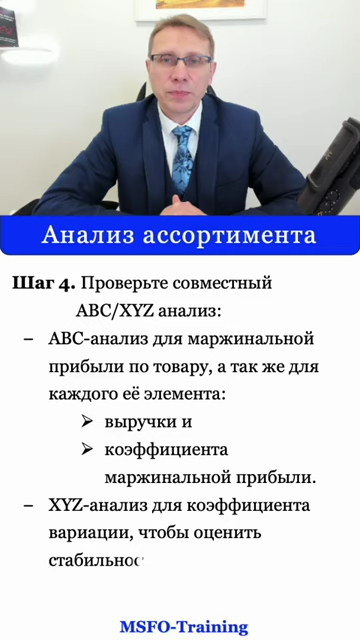 Анализ ассортимента
Шаг 4. Проверьте совместный
ABC/XYZ анализ:
– ABC-анализ для маржинальной
прибыли по товару, а так же для
каждого её элемента:
➢ выручки и
➢ коэффициента
маржинальной прибыли.
– XYZ-анализ для коэффициента
вариации, чтобы оценить
стабильнос
MSFO-Training